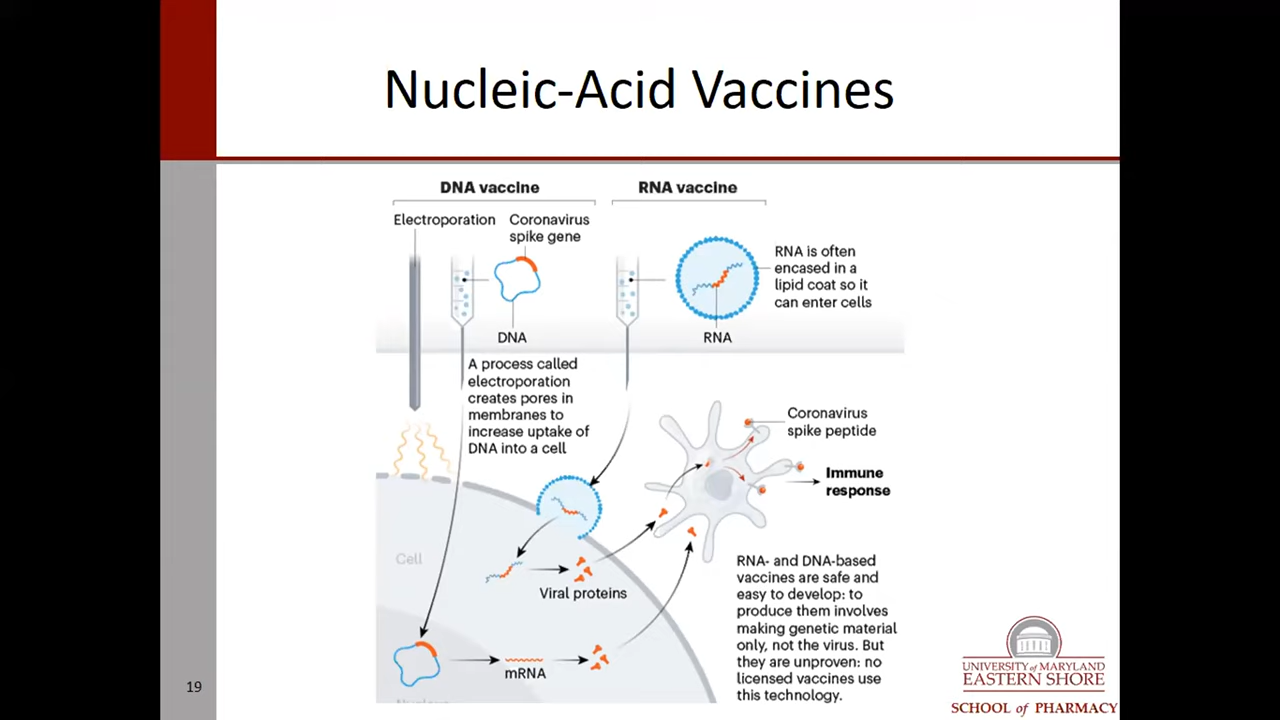 Nucleic-Acid Vaccines
DNA vaccine
RNA vaccine
Electroporation
Coronavirus
spike gene
RNA is often
encased in a
lipid coat so it
can enter cells
DNA
RNA
A process called
electroporation
creates pores in
membranes to
increase uptake of
DNA into a cell
Coronavirus
spike peptide
Immune
response
Cell
Viral proteins
RNA- and DNA-based
vaccines are safe and
easy to develop: to
produce them involves
making genetic material
only, not the virus. But
they are unproven: no
licensed vaccines use
this technology.
mRNA
19
UNIVERSITY of MARYLAND
EASTERN SHORE
SCHOOL of PHARMACY